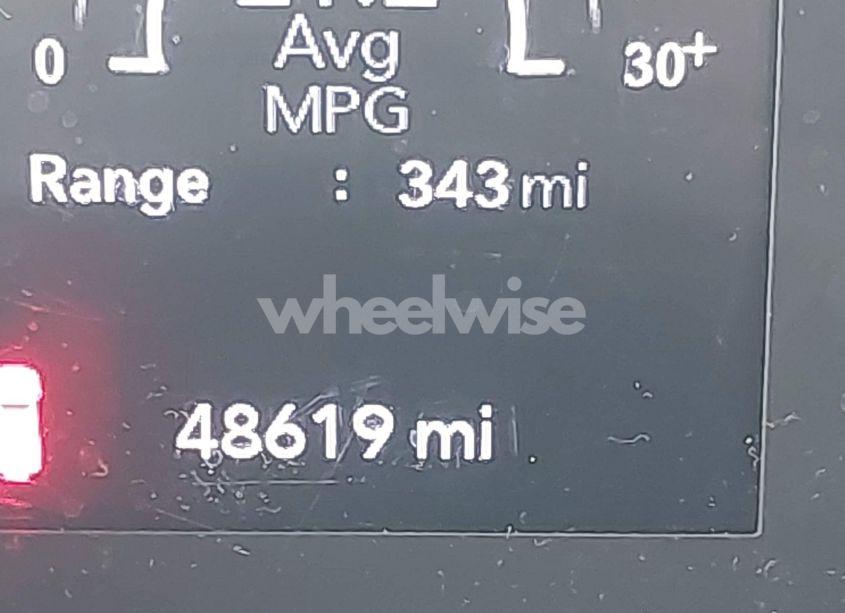 Avg
0 30+
MPG
Range : 343 mi
wheelwise
48619 mi